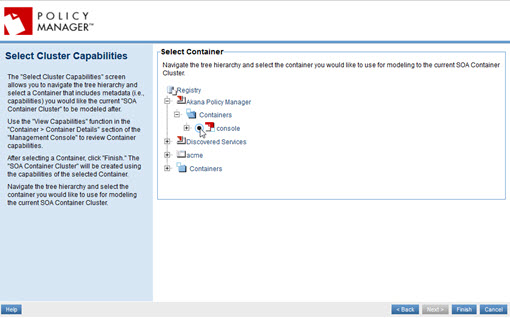 POLICY
MANAGER™
Select Cluster Capabilities
The "Select Cluster Capabilities" screen
allows you to navigate the tree hierarchy and
select a Container that includes metadata (i.e.,
capabilities) you would like the current "SOA
Container Cluster" to be modeled after.
Use the "View Capabilities" function in the
"Container > Container Details" section of the
"Management Console" to review Container
capabilities.
After selecting a Container, click "Finish." The
"SOA Container Cluster" will be created using
the capabilities of the selected Container.
Navigate the tree hierarchy and select the
container you would like to use for modeling
the current SOA Container Cluster.
Select Container
Navigate the tree hierarchy and select the container you would like to use for modeling to the current SOA Container
Cluster.
Registry
Akana Policy Manager
Containers
console
Discovered Services
acme
Containers
Help
< Back
Next >
Finish
Cancel